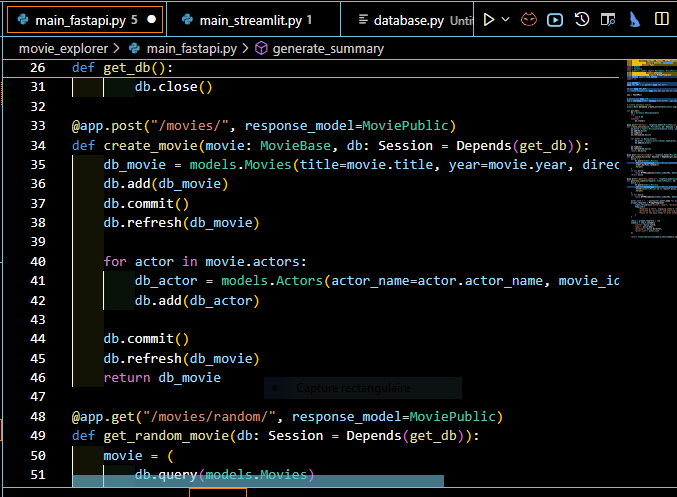 main_fastapi.py 5
main_streamlit.py 1
database.py Unti
movie_explorer > main_fastapi.py > generate_summary
26 def get_db():
31 db.close()
32
33 @app.post("/movies/", response_model=MoviePublic)
34 def create_movie(movie: MovieBase, db: Session = Depends(get_db)):
35 db_movie = models.Movies(title=movie.title, year=movie.year, direc
36 db.add(db_movie)
37 db.commit()
38 db.refresh(db_movie)
39
40 for actor in movie.actors:
41 db_actor = models.Actors(actor_name=actor.actor_name, movie_id
42 db.add(db_actor)
43
44 db.commit()
45 db.refresh(db_movie)
46 return db_movie
Capture rectangulaire
47
48 @app.get("/movies/random/", response_model=MoviePublic)
49 def get_random_movie(db: Session = Depends(get_db)):
50 movie = (
51 db.query(models.Movies)